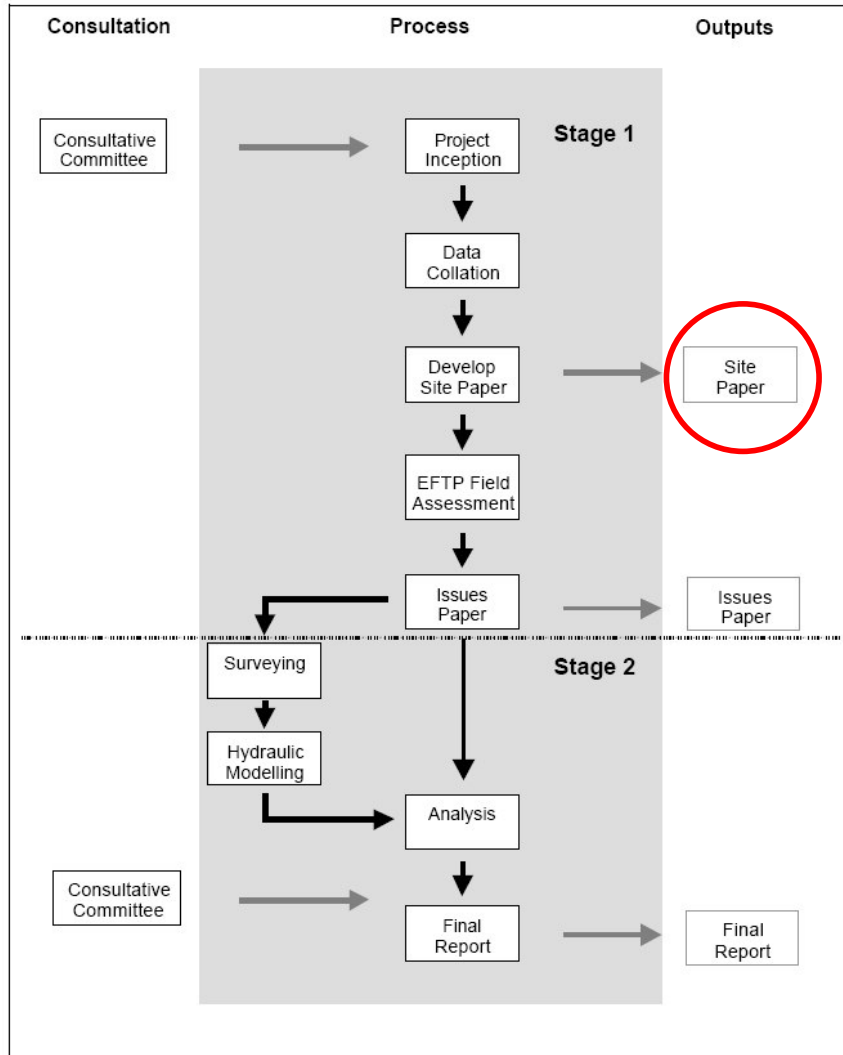 Consultation
Process
Outputs
Consultative
Committee
Project
Inception
Stage 1
Data
Collation
Develop
Site Paper
Site
Paper
EFTP Field
Assessment
Issues
Paper
Issues
Paper
Surveying
Stage 2
Hydraulic
Modelling
Analysis
Consultative
Committee
Final
Report
Final
Report